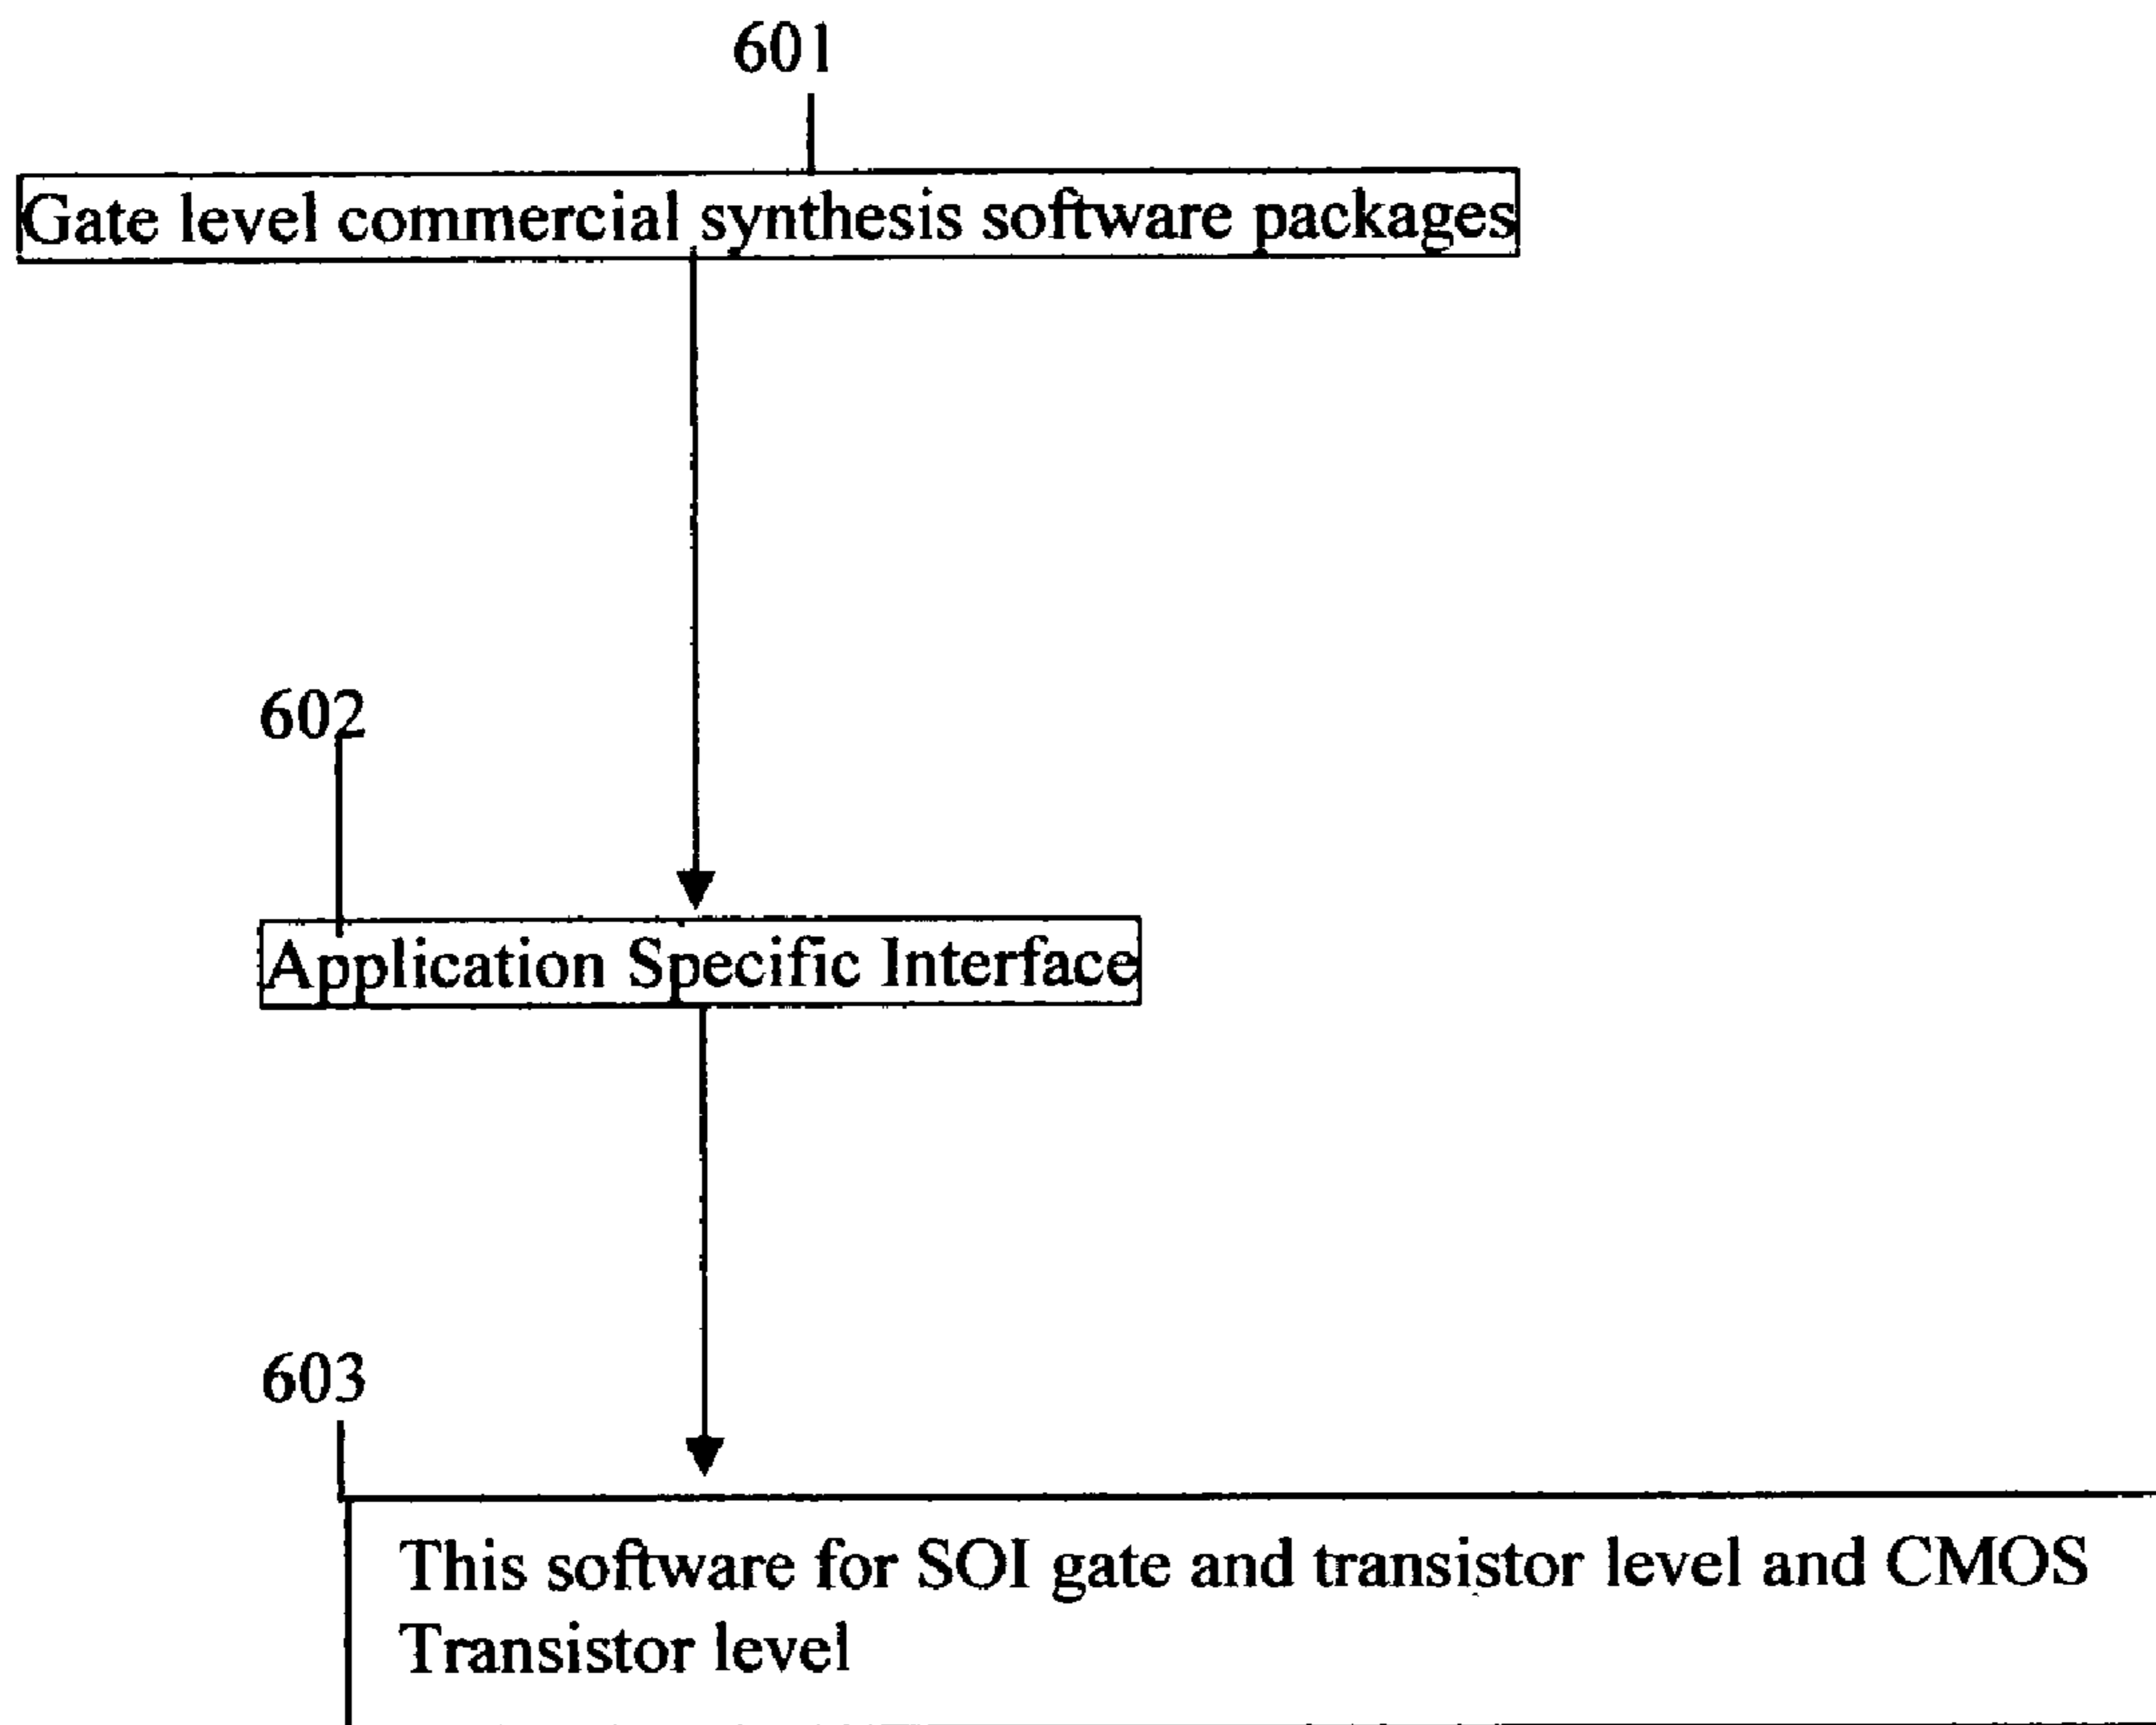 601
Gate level commercial synthesis software packages
602
Application Specific Interface
603
This software for SOI gate and transistor level and CMOS
Transistor level